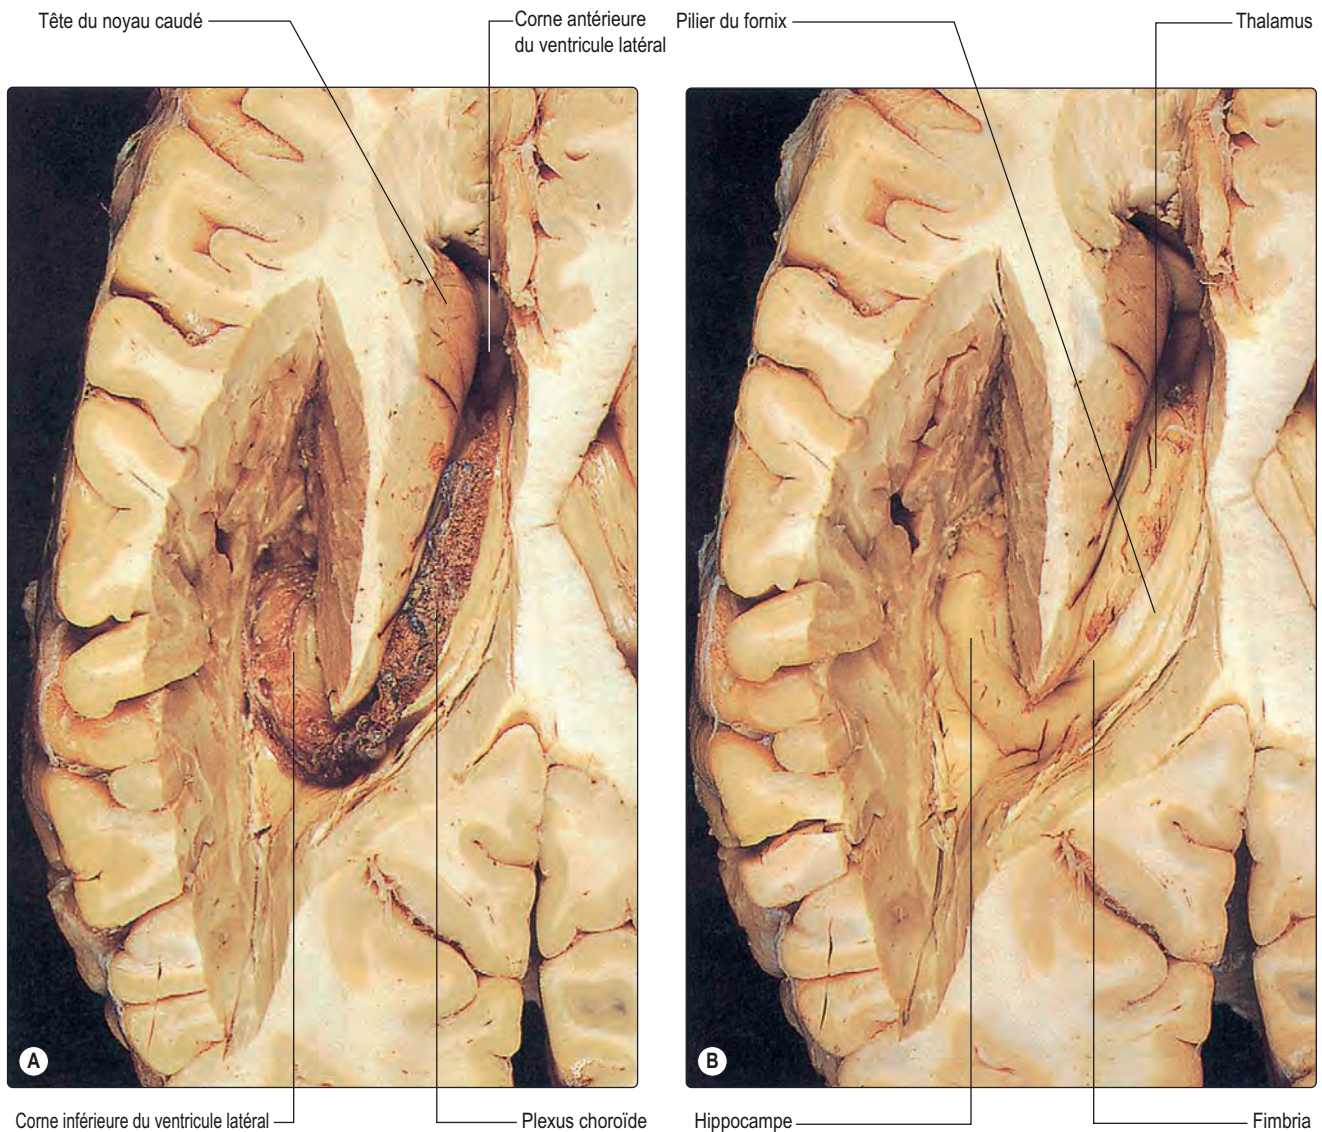 Tête du noyau caudé
Corne antérieure
du ventricule latéral
Pilier du fornix
Thalamus
A
B
Corne inférieure du ventricule latéral
Plexus choroïde
Hippocampe
Fimbria